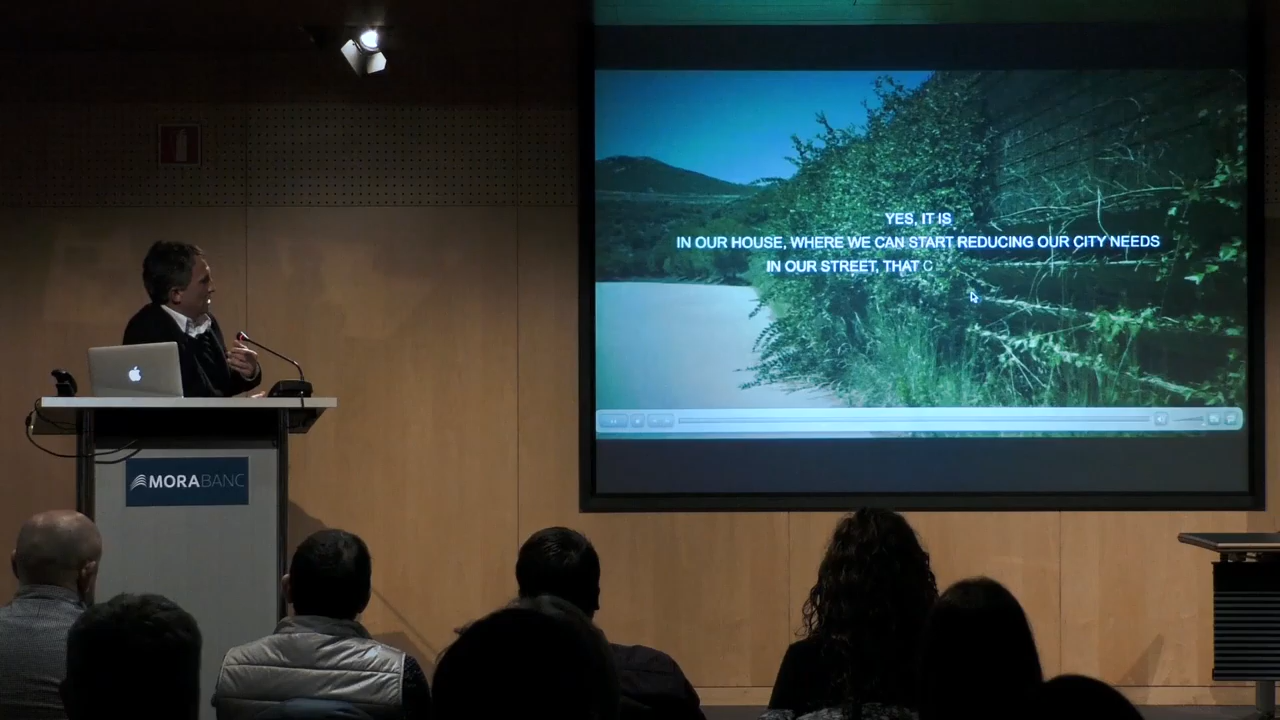 YES, IT IS
IN OUR HOUSE, WHERE WE CAN START REDUCING OUR CITY NEEDS
IN OUR STREET, THAT C
MORABANC